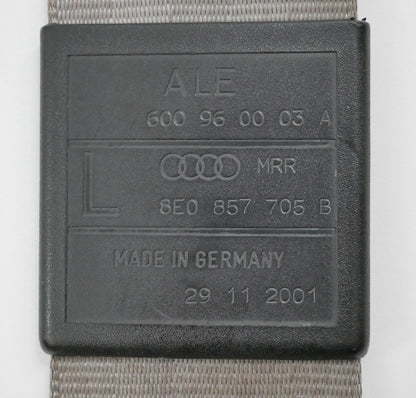 ALE
600 96 00 03 A
L MRR
8E0 857 705 B
MADE IN GERMANY
29 11 2001